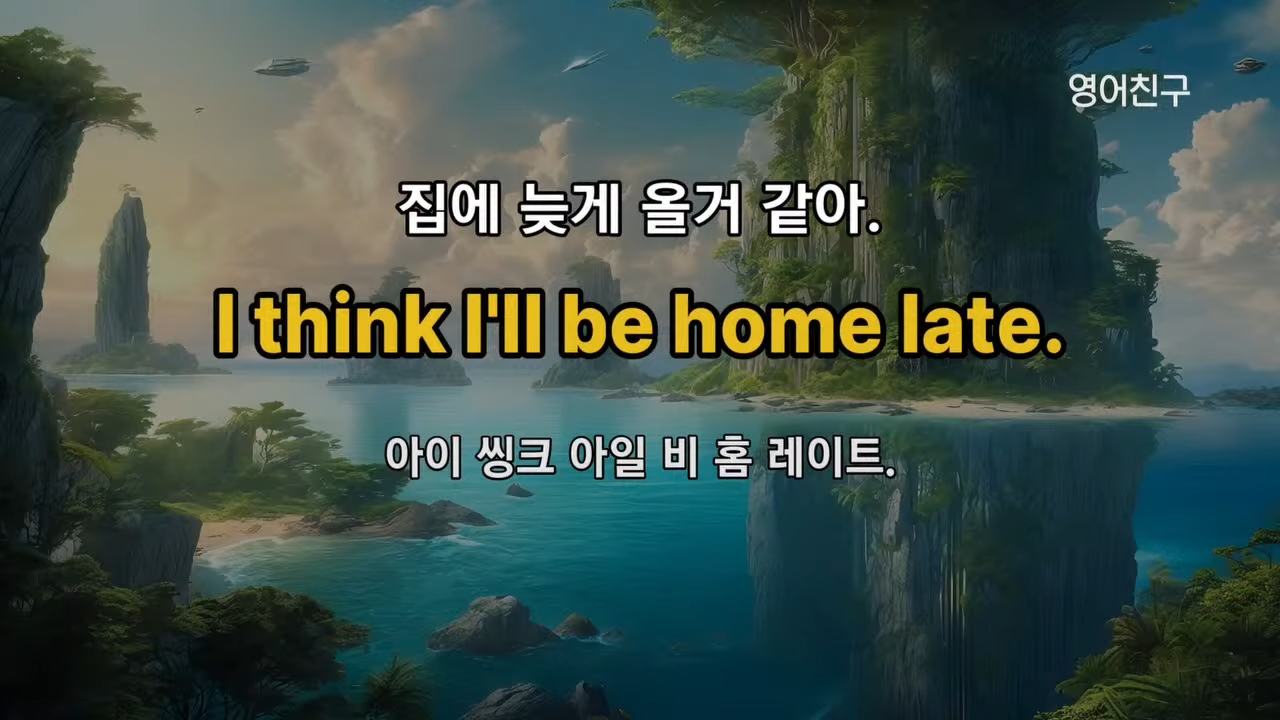 영어친구
집에 늦게 올거 같아.
I think I'll be home late.
아이 씽크 아일 비 홈 레이트.